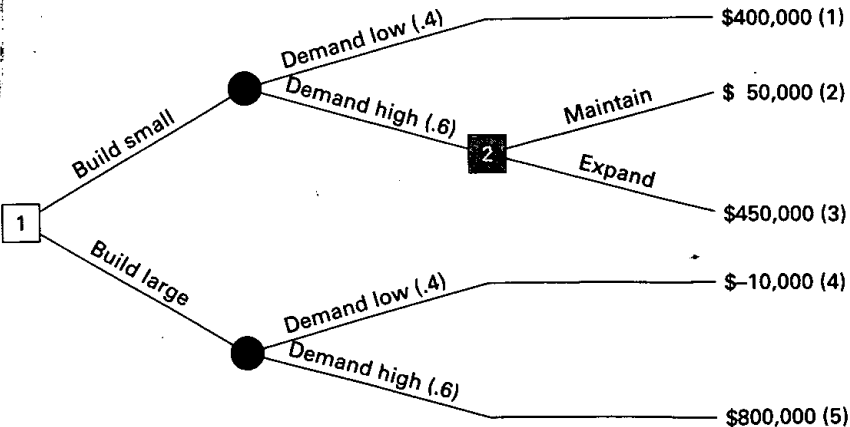 Demand low (.4)
$400,000 (1)
Build small
Demand high (.6)
Maintain
$ 50,000 (2)
2
Expand
$450,000 (3)
1
Build large
Demand low (.4)
$–10,000 (4)
Demand high (.6)
$800,000 (5)